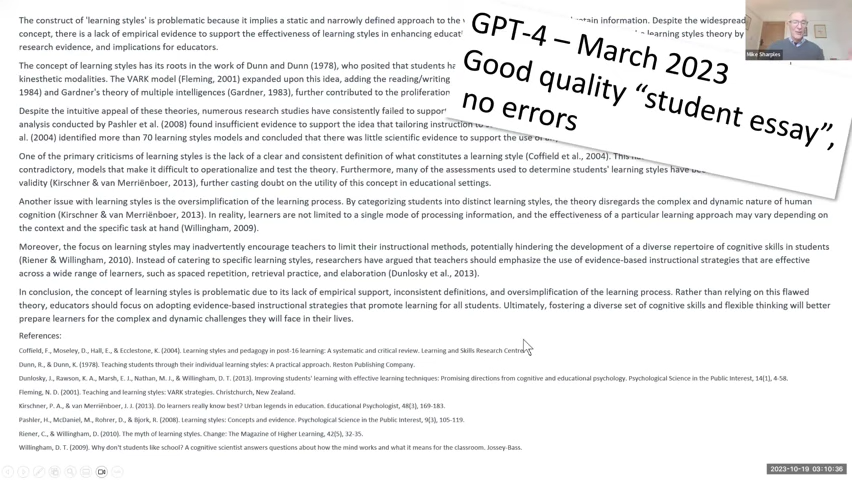 The construct of 'learning styles' is problematic because it implies a static and narrowly defined approach to the
tain information. Despite the widespread
concept, there is a lack of empirical evidence to support the effectiveness of learning styles in enhancing educat
e learning styles theory by
research evidence, and implications for educators.
The concept of learning styles has its roots in the work of Dunn and Dunn (1978), who posited that students ha
kinesthetic modalities. The VARK model (Fleming, 2001) expanded upon this idea, adding the reading/writing
1984) and Gardner's theory of multiple intelligences (Gardner, 1983), further contributed to the proliferation
Despite the intuitive appeal of these theories, numerous research studies have consistently failed to support
analysis conducted by Pashler et al. (2008) found insufficient evidence to support the idea that tailoring instruction to
al. (2004) identified more than 70 learning styles models and concluded that there was little scientific evidence to support the use of
One of the primary criticisms of learning styles is the lack of a clear and consistent definition of what constitutes a learning style (Coffield et al., 2004). This
contradictory, models that make it difficult to operationalize and test the theory. Furthermore, many of the assessments used to determine students' learning styles have
validity (Kirschner & van Merriënboer, 2013), further casting doubt on the utility of this concept in educational settings.
Another issue with learning styles is the oversimplification of the learning process. By categorizing students into distinct learning styles, the theory disregards the complex and dynamic nature of human
cognition (Kirschner & van Merriënboer, 2013). In reality, learners are not limited to a single mode of processing information, and the effectiveness of a particular learning approach may vary depending on
the context and the specific task at hand (Willingham, 2009).
Moreover, the focus on learning styles may inadvertently encourage teachers to limit their instructional methods, potentially hindering the development of a diverse repertoire of cognitive skills in students
(Riener & Willingham, 2010). Instead of catering to specific learning styles, researchers have argued that teachers should emphasize the use of evidence-based instructional strategies that are effective
across a wide range of learners, such as spaced repetition, retrieval practice, and elaboration (Dunlosky et al., 2013).
In conclusion, the concept of learning styles is problematic due to its lack of empirical support, inconsistent definitions, and oversimplification of the learning process. Rather than relying on this flawed
theory, educators should focus on adopting evidence-based instructional strategies that promote learning for all students. Ultimately, fostering a diverse set of cognitive skills and flexible thinking will better
prepare learners for the complex and dynamic challenges they will face in their lives.
References:
Coffield, F., Moseley, D., Hall, E., & Ecclestone, K. (2004). Learning styles and pedagogy in post-16 learning: A systematic and critical review. Learning and Skills Research Centre.
Dunn, R., & Dunn, K. (1978). Teaching students through their individual learning styles: A practical approach. Reston Publishing Company.
Dunlosky, J., Rawson, K. A., Marsh, E. J., Nathan, M. J., & Willingham, D. T. (2013). Improving students' learning with effective learning techniques: Promising directions from cognitive and educational psychology. Psychological Science in the Public Interest, 14(1), 4-58.
Fleming, N. D. (2001). Teaching and learning styles: VARK strategies. Christchurch, New Zealand.
Kirschner, P. A., & van Merriënboer, J. J. (2013). Do learners really know best? Urban legends in education. Educational Psychologist, 48(3), 169-183.
Pashler, H., McDaniel, M., Rohrer, D., & Bjork, R. (2008). Learning styles: Concepts and evidence. Psychological Science in the Public Interest, 9(3), 105-119.
Riener, C., & Willingham, D. (2010). The myth of learning styles. Change: The Magazine of Higher Learning, 42(5), 32-35.
Willingham, D. T. (2009). Why don't students like school? A cognitive scientist answers questions about how the mind works and what it means for the classroom. Jossey-Bass.
GPT-4 – March 2023
Good quality “student essay”,
no errors
Mike Sharples
2023-10-19 03:10:36